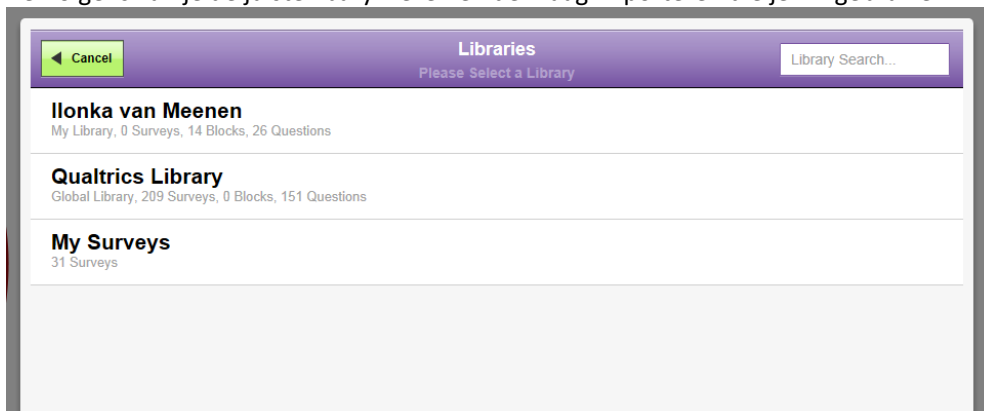 Cancel
Libraries
Please Select a Library
Library Search...
Ilonka van Meenen
My Library, 0 Surveys, 14 Blocks, 26 Questions
Qualtrics Library
Global Library, 209 Surveys, 0 Blocks, 151 Questions
My Surveys
31 Surveys